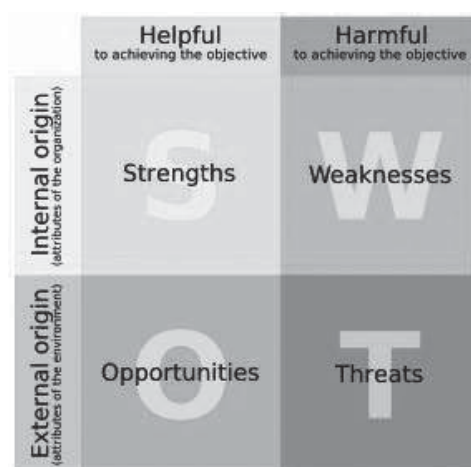 Helpful
to achieving the objective
Harmful
to achieving the objective
Internal origin
(attributes of the organization)
S
Strengths
W
Weaknesses
External origin
(attributes of the environment)
O
Opportunities
T
Threats